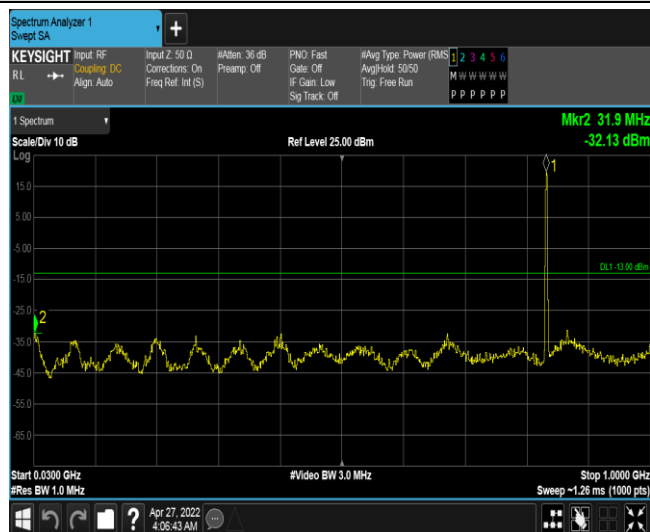 Spectrum Analyzer 1
Swept SA
KEYSIGHT
RL
LXI
Input: RF
Coupling: DC
Align: Auto
Input Z: 50 Ω
Corrections: On
Freq Ref: Int (S)
#Atten: 36 dB
Preamp: Off
PNO: Fast
Gate: Off
IF Gain: Low
Sig Track: Off
#Avg Type: Power (RMS
Avg|Hold: 50/50
Trig: Free Run
1 2 3 4 5 6
M W W W W W
P P P P P P
1 Spectrum
Mkr2 31.9 MHz
Scale/Div 10 dB
Ref Level 25.00 dBm
-32.13 dBm
Log
1
15.0
5.00
-5.00
DL1 -13.00 dBm
-15.0
-25.0
2
-35.0
-45.0
-55.0
-65.0
Start 0.0300 GHz
#Video BW 3.0 MHz
Stop 1.0000 GHz
#Res BW 1.0 MHz
Sweep ~1.26 ms (1000 pts)
?
Apr 27, 2022
4:06:43 AM